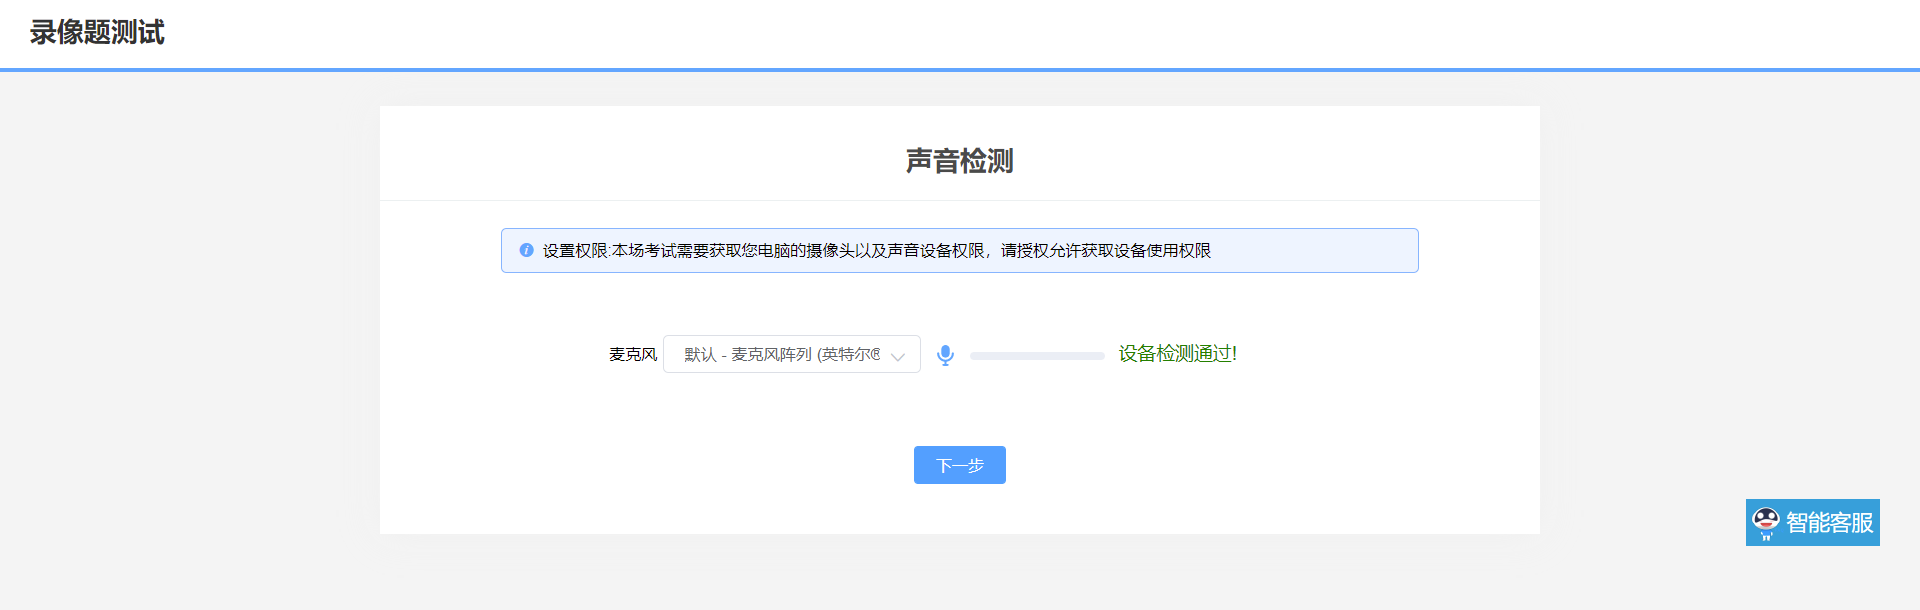 录像题测试
声音检测
设置权限:本场考试需要获取您电脑的摄像头以及声音设备权限，请授权允许获取设备使用权限
麦克风 默认 - 麦克风阵列 (英特尔® 设备检测通过!
下一步
智能客服